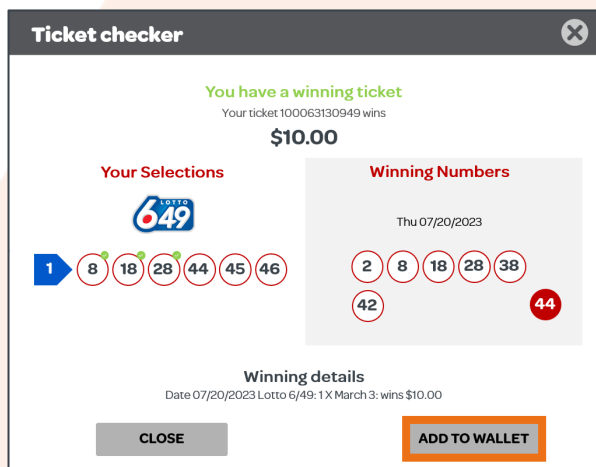 Ticket checker
You have a winning ticket
Your ticket 100063130949 wins
$10.00
Your Selections
LOTTO
649
1 8 18 28 44 45 46
Winning Numbers
Thu 07/20/2023
2 8 18 28 38
42 44
Winning details
Date 07/20/2023 Lotto 6/49: 1 X March 3: wins $10.00
CLOSE ADD TO WALLET